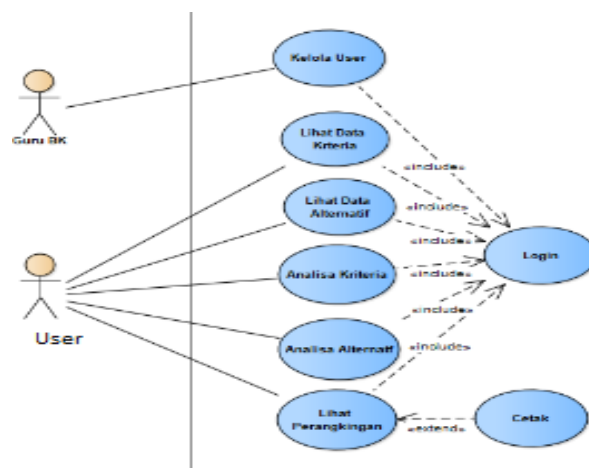 Kelola User
Guru BK
Lihat Data
Krteria
«include»
Lihat Data
Alternatif
«include»
«include»
Login
Analisa Kriteria
«include»
User
«include»
Analisa Alternatif
«include»
Lihat
Perangkingan
Cetak
«extend»